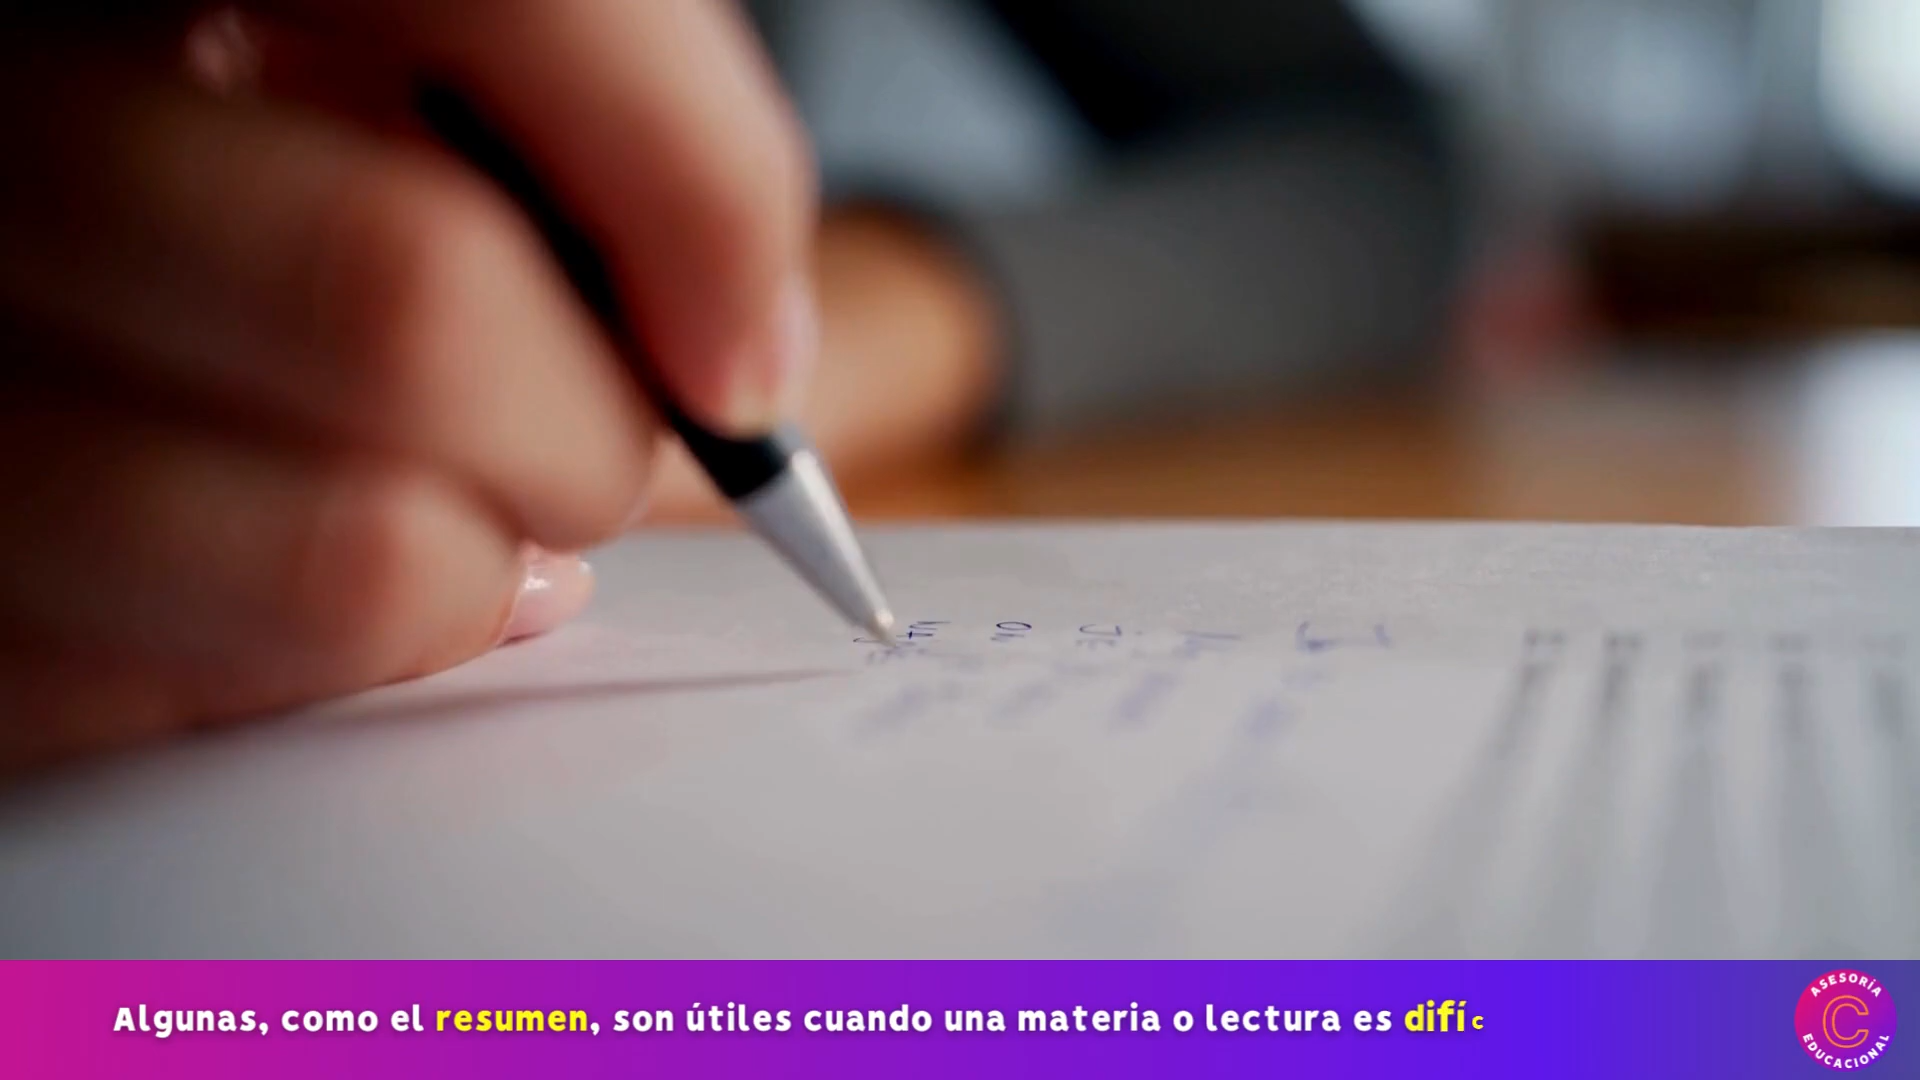 Algunas, como el resumen, son útiles cuando una materia o lectura es difíc
ASESORÍA
C
EDUCACIONAL